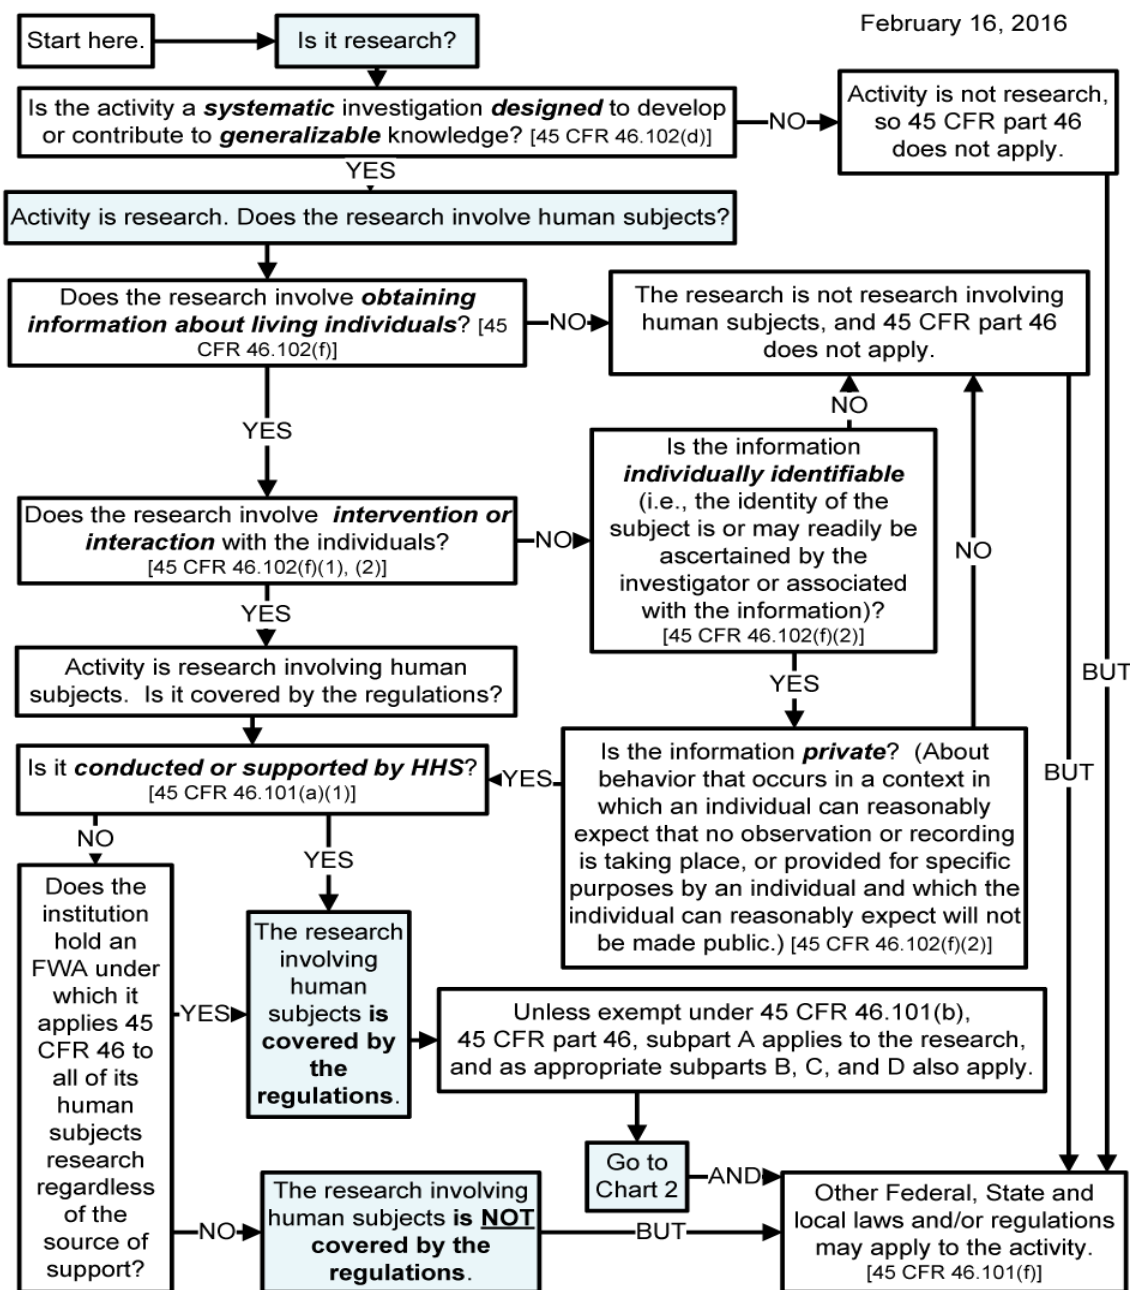 February 16, 2016
Start here.
Is it research?
Is the activity a systematic investigation designed to develop
or contribute to generalizable knowledge? [45 CFR 46.102(d)]
NO
Activity is not research,
so 45 CFR part 46
does not apply.
YES
Activity is research. Does the research involve human subjects?
Does the research involve obtaining
information about living individuals? [45
CFR 46.102(f)]
NO
The research is not research involving
human subjects, and 45 CFR part 46
does not apply.
YES
NO
Is the information
individually identifiable
(i.e., the identity of the
subject is or may readily be
ascertained by the
investigator or associated
with the information)?
[45 CFR 46.102(f)(2)]
NO
Does the research involve intervention or
interaction with the individuals?
[45 CFR 46.102(f)(1), (2)]
NO
YES
YES
Activity is research involving human
subjects. Is it covered by the regulations?
BUT
Is it conducted or supported by HHS?
[45 CFR 46.101(a)(1)]
YES
Is the information private? (About
behavior that occurs in a context in
which an individual can reasonably
expect that no observation or recording
is taking place, or provided for specific
purposes by an individual and which the
individual can reasonably expect will not
be made public.) [45 CFR 46.102(f)(2)]
BUT
NO
YES
Does the
institution
hold an
FWA under
which it
applies 45
CFR 46 to
all of its
human
subjects
research
regardless
of the
source of
support?
YES
The research
involving
human
subjects is
covered by
the
regulations.
Unless exempt under 45 CFR 46.101(b),
45 CFR part 46, subpart A applies to the research,
and as appropriate subparts B, C, and D also apply.
Go to
Chart 2
AND
NO
The research involving
human subjects is NOT
covered by the
regulations.
BUT
Other Federal, State and
local laws and/or regulations
may apply to the activity.
[45 CFR 46.101(f)]